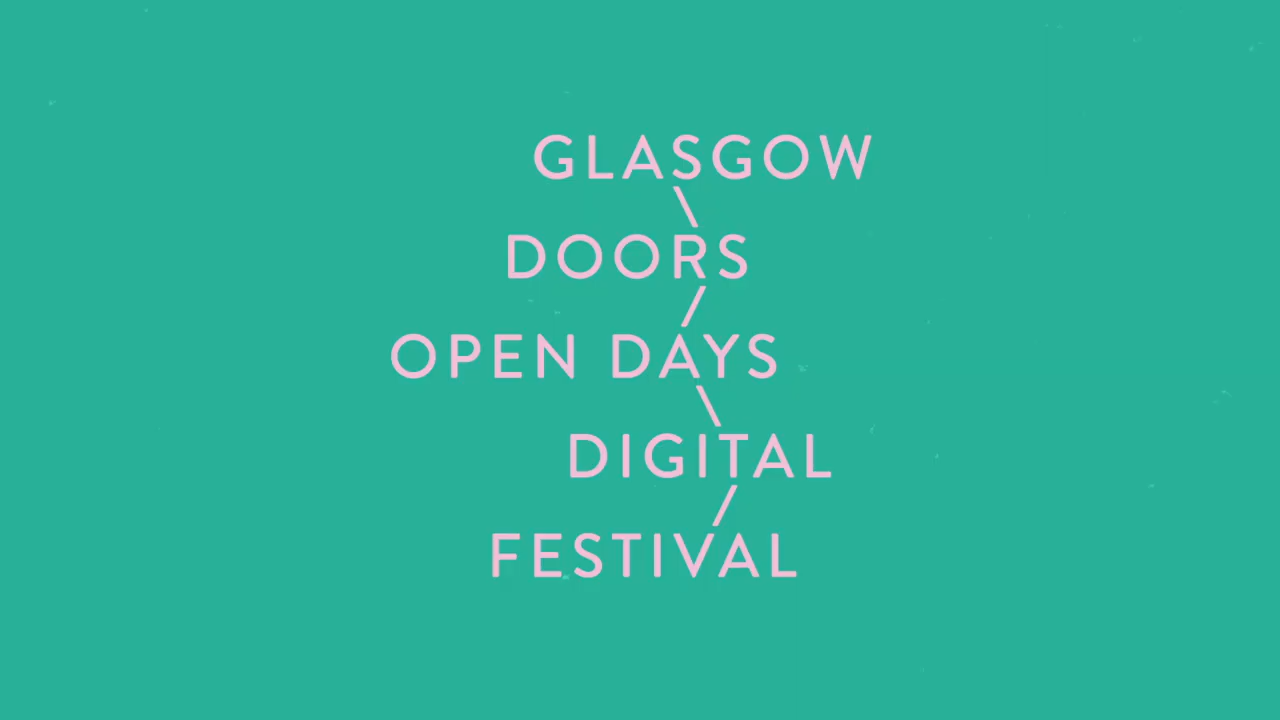 GLASGOW
DOORS
OPEN DAYS
DIGITAL
FESTIVAL